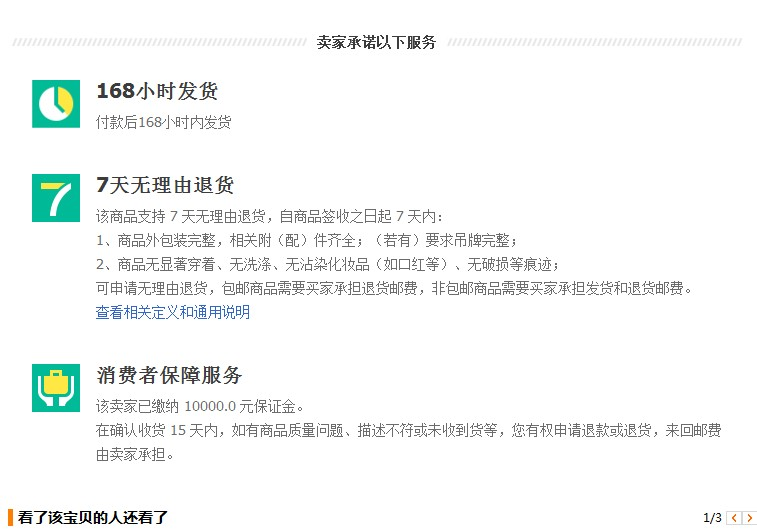 卖家承诺以下服务
168小时发货
付款后168小时内发货
7天无理由退货
该商品支持 7 天无理由退货，自商品签收之日起 7 天内：
1、商品外包装完整，相关附（配）件齐全；（若有）要求吊牌完整；
2、商品无显著穿着、无洗涤、无沾染化妆品（如口红等）、无破损等痕迹；
可申请无理由退货，包邮商品需要买家承担退货邮费，非包邮商品需要买家承担发货和退货邮费。
查看相关定义和通用说明
消费者保障服务
该卖家已缴纳 10000.0 元保证金。
在确认收货 15 天内，如有商品质量问题、描述不符或未收到货等，您有权申请退款或退货，来回邮费
由卖家承担。
看了该宝贝的人还看了 1/3